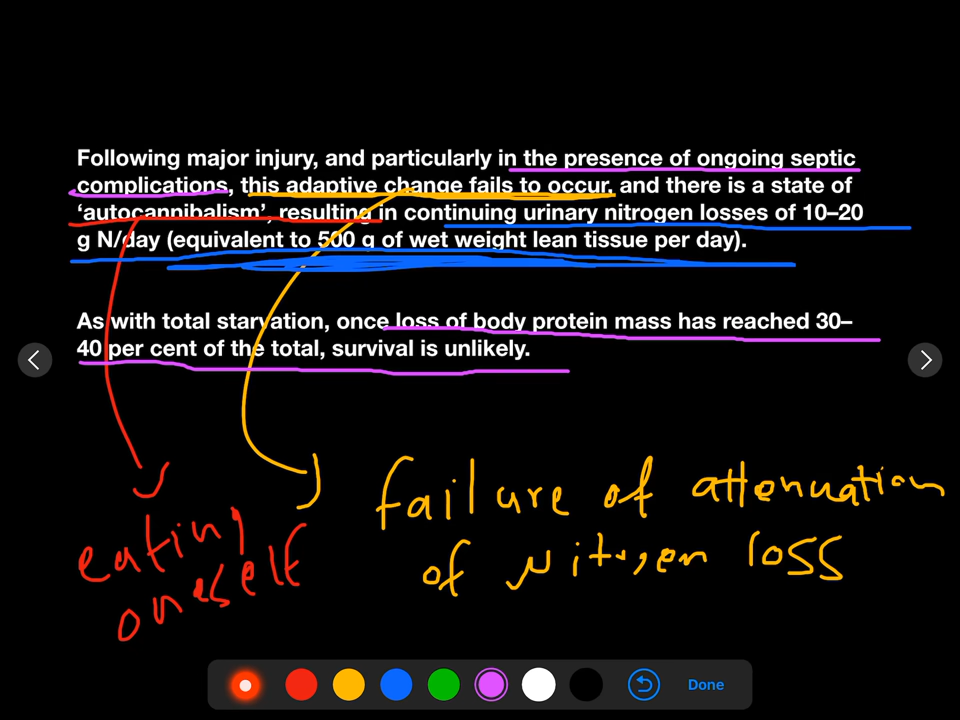 Following major injury, and particularly in the presence of ongoing septic
complications, this adaptive change fails to occur, and there is a state of
‘autocannibalism’, resulting in continuing urinary nitrogen losses of 10–20
g N/day (equivalent to 500 g of wet weight lean tissue per day).
As with total starvation, once loss of body protein mass has reached 30–
40 per cent of the total, survival is unlikely.
failure of attenuation
of Nitrogen loss
eating
oneself
Done